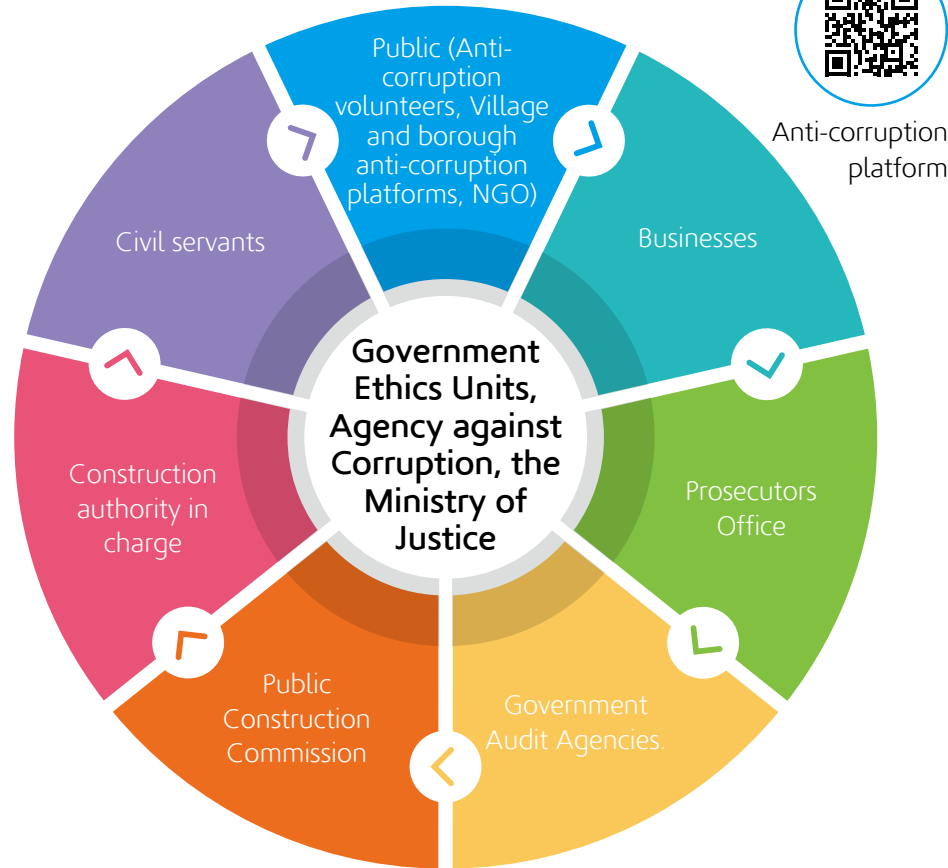 Public (Anti-
corruption
volunteers, Village
and borough
anti-corruption
platforms, NGO)
Anti-corruption
platform
Businesses
Prosecutors
Office
Government
Audit Agencies.
Public
Construction
Commission
Construction
authority in
charge
Civil servants
Government
Ethics Units,
Agency against
Corruption, the
Ministry of
Justice